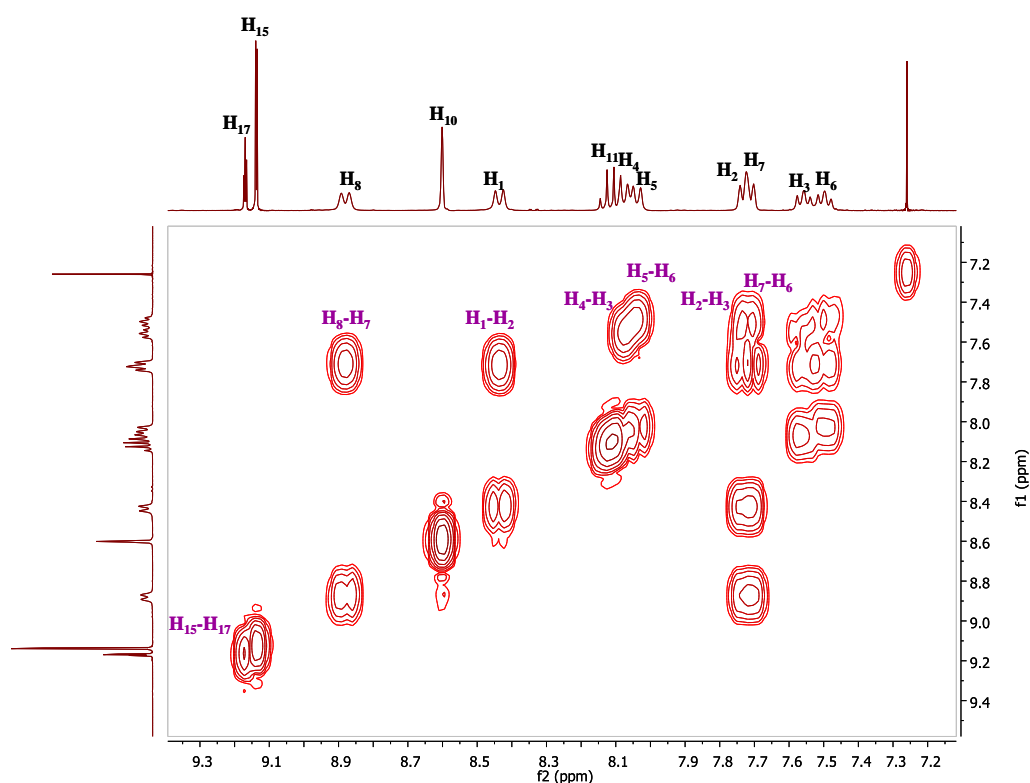 H15
H17
H10
H8
H1
H11
H4
H5
H2
H7
H3
H6
H5-H6
H4-H3
H2-H3
H7-H6
H8-H7
H1-H2
H15-H17
7.2
7.4
7.6
7.8
8.0
8.2
8.4
8.6
8.8
9.0
9.2
9.4
f1 (ppm)
9.3 9.1 8.9 8.7 8.5 8.3 8.1 7.9 7.7 7.6 7.5 7.4 7.3 7.2
f2 (ppm)